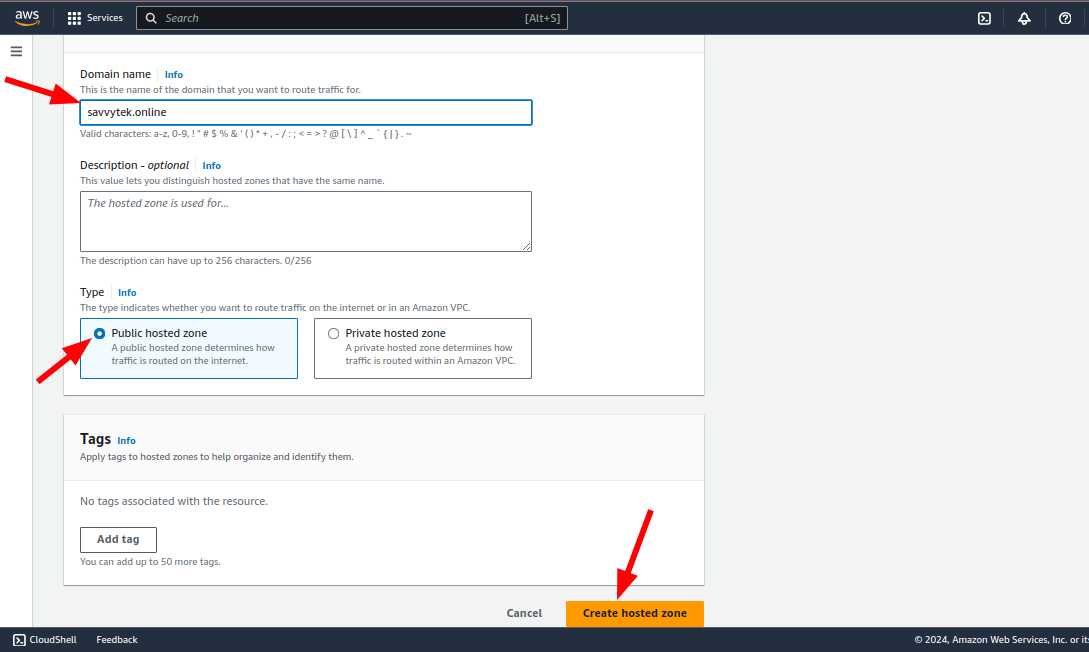 aws Services Search [Alt+S]
Domain name Info
This is the name of the domain that you want to route traffic for.
savvytek.online
Valid characters: a-z, 0-9, ! " # $ % & ' ( ) * + , - / : ; < = > ? @ [ \ ] ^ _ ` { | } . ~
Description - optional Info
This value lets you distinguish hosted zones that have the same name.
The hosted zone is used for...
The description can have up to 256 characters. 0/256
Type Info
The type indicates whether you want to route traffic on the internet or in an Amazon VPC.
Public hosted zone
A public hosted zone determines how
traffic is routed on the internet.
Private hosted zone
A private hosted zone determines how
traffic is routed within an Amazon VPC.
Tags Info
Apply tags to hosted zones to help organize and identify them.
No tags associated with the resource.
Add tag
You can add up to 50 more tags.
Cancel Create hosted zone
CloudShell Feedback © 2024, Amazon Web Services, Inc. or its